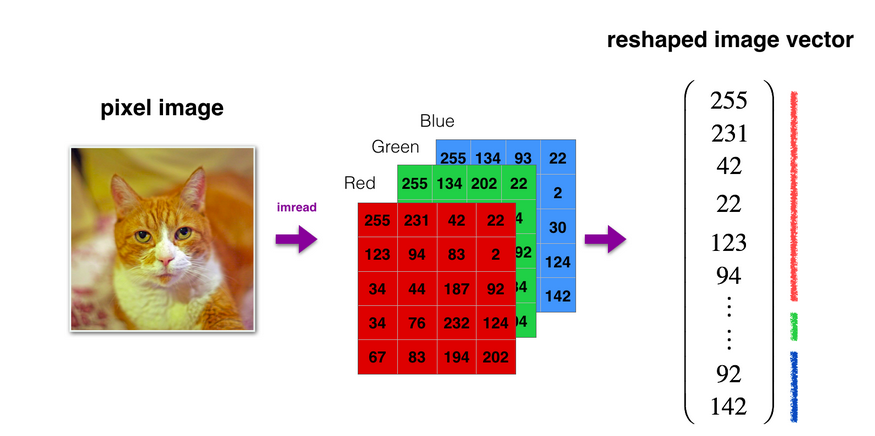 reshaped image vector
pixel image
imread
Blue
Green
Red
255 134 93 22
2
30
124
142
255 134 202 22
4
92
34
94
255 231 42 22
123 94 83 2
34 44 187 92
34 76 232 124
67 83 194 202
255
231
42
22
123
94
⋮
⋮
92
142